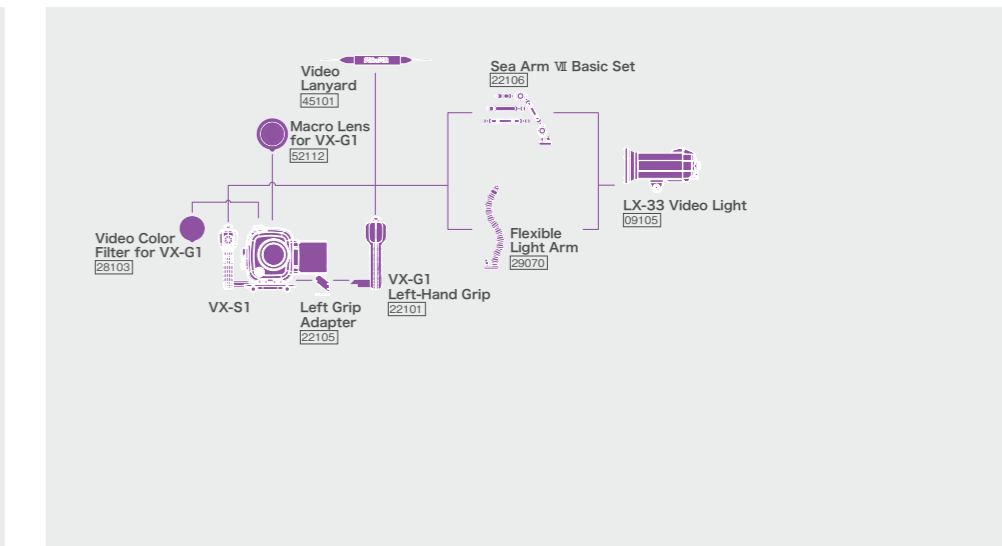 Video
Lanyard
45101
Sea Arm Ⅶ Basic Set
22106
Macro Lens
for VX-G1
52112
LX-33 Video Light
09105
Video Color
Filter for VX-G1
28103
Flexible
Light Arm
29070
VX-S1
Left Grip
Adapter
22105
VX-G1
Left-Hand Grip
22101